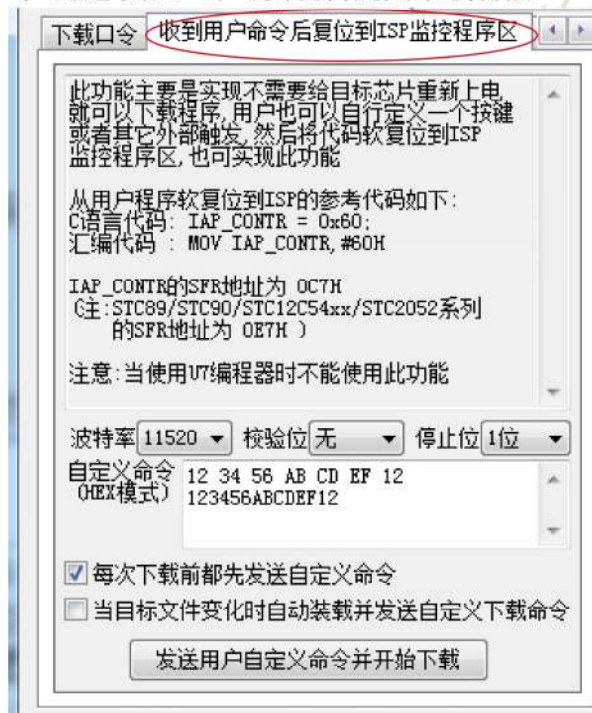 下载口令 收到用户命令后复位到ISP监控程序区
此功能主要是实现不需要给目标芯片重新上电
就可以下载程序,用户也可以自行定义一个按键
或者其它外部触发,然后将代码软复位到ISP
监控程序区,也可实现此功能
从用户程序软复位到ISP的参考代码如下:
C语言代码: IAP_CONTR = 0x60;
汇编代码 : MOV IAP_CONTR,#60H
IAP_CONTR的SFR地址为 0C7H
(注:STC89/STC90/STC12C54xx/STC2052系列
的SFR地址为 0E7H )
注意:当使用U7编程器时不能使用此功能
波特率 11520 校验位 无 停止位 1位
自定义命令 12 34 56 AB CD EF 12
(HEX模式) 123456ABCDEF12
每次下载前都先发送自定义命令
当目标文件变化时自动装载并发送自定义下载命令
发送用户自定义命令并开始下载